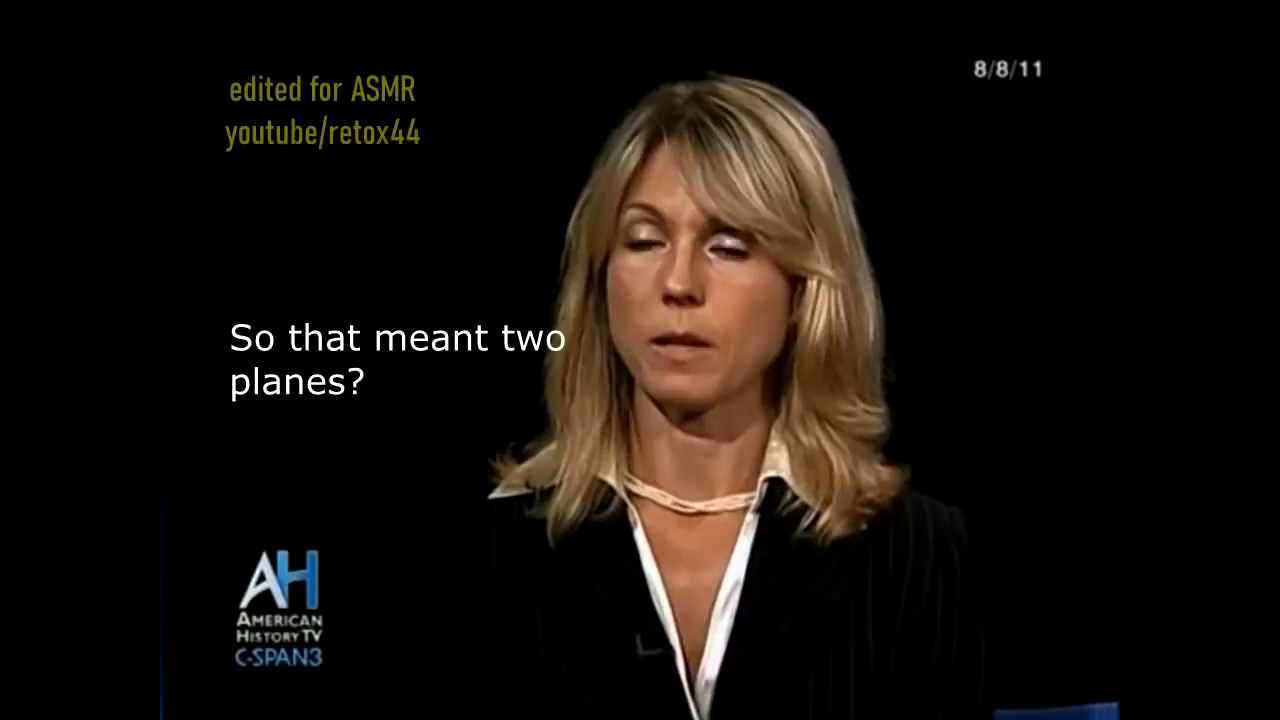 edited for ASMR
youtube/retox44
8/8/11
So that meant two
planes?
AH
AMERICAN
HISTORY TV
C-SPAN3